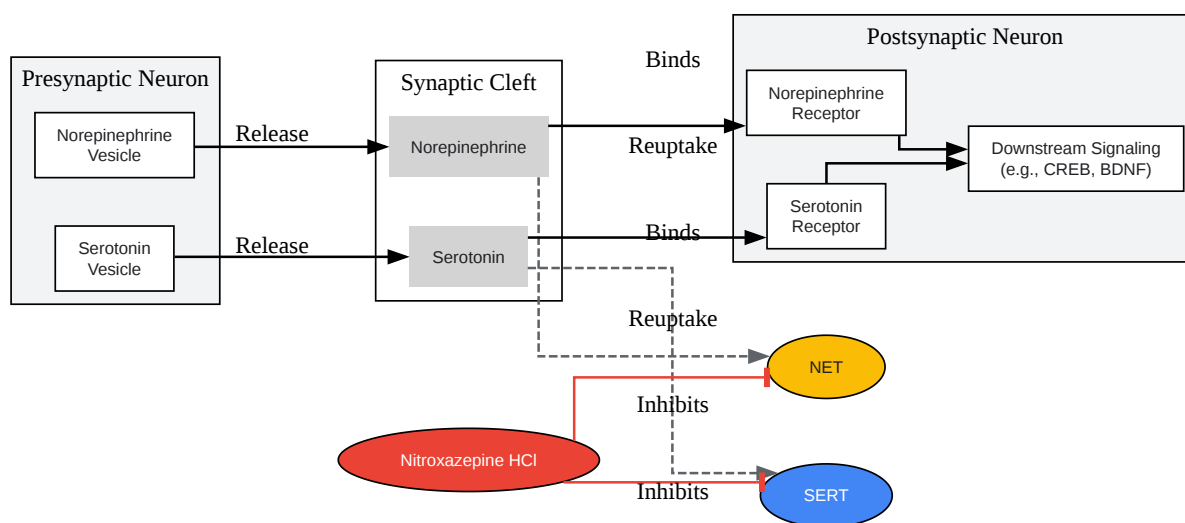 Presynaptic Neuron
Norepinephrine
Vesicle
Release
Serotonin
Vesicle
Release
Synaptic Cleft
Norepinephrine
Serotonin
Binds
Reuptake
Binds
Reuptake
Postsynaptic Neuron
Norepinephrine
Receptor
Serotonin
Receptor
Downstream Signaling
(e.g., CREB, BDNF)
NET
Inhibits
Nitroxazepine HCl
Inhibits
SERT